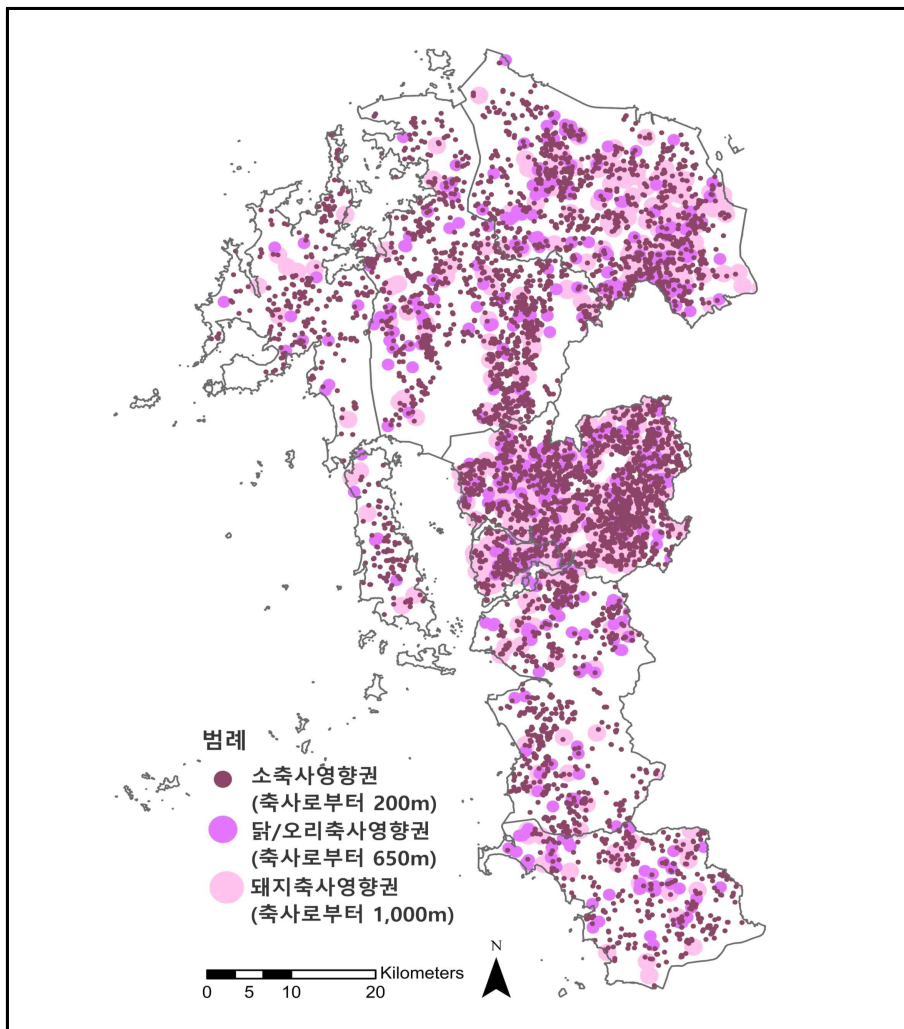 범례
소축사영향권
(축사로부터 200m)
닭/오리축사영향권
(축사로부터 650m)
돼지축사영향권
(축사로부터 1,000m)
N
Kilometers
0 5 10 20